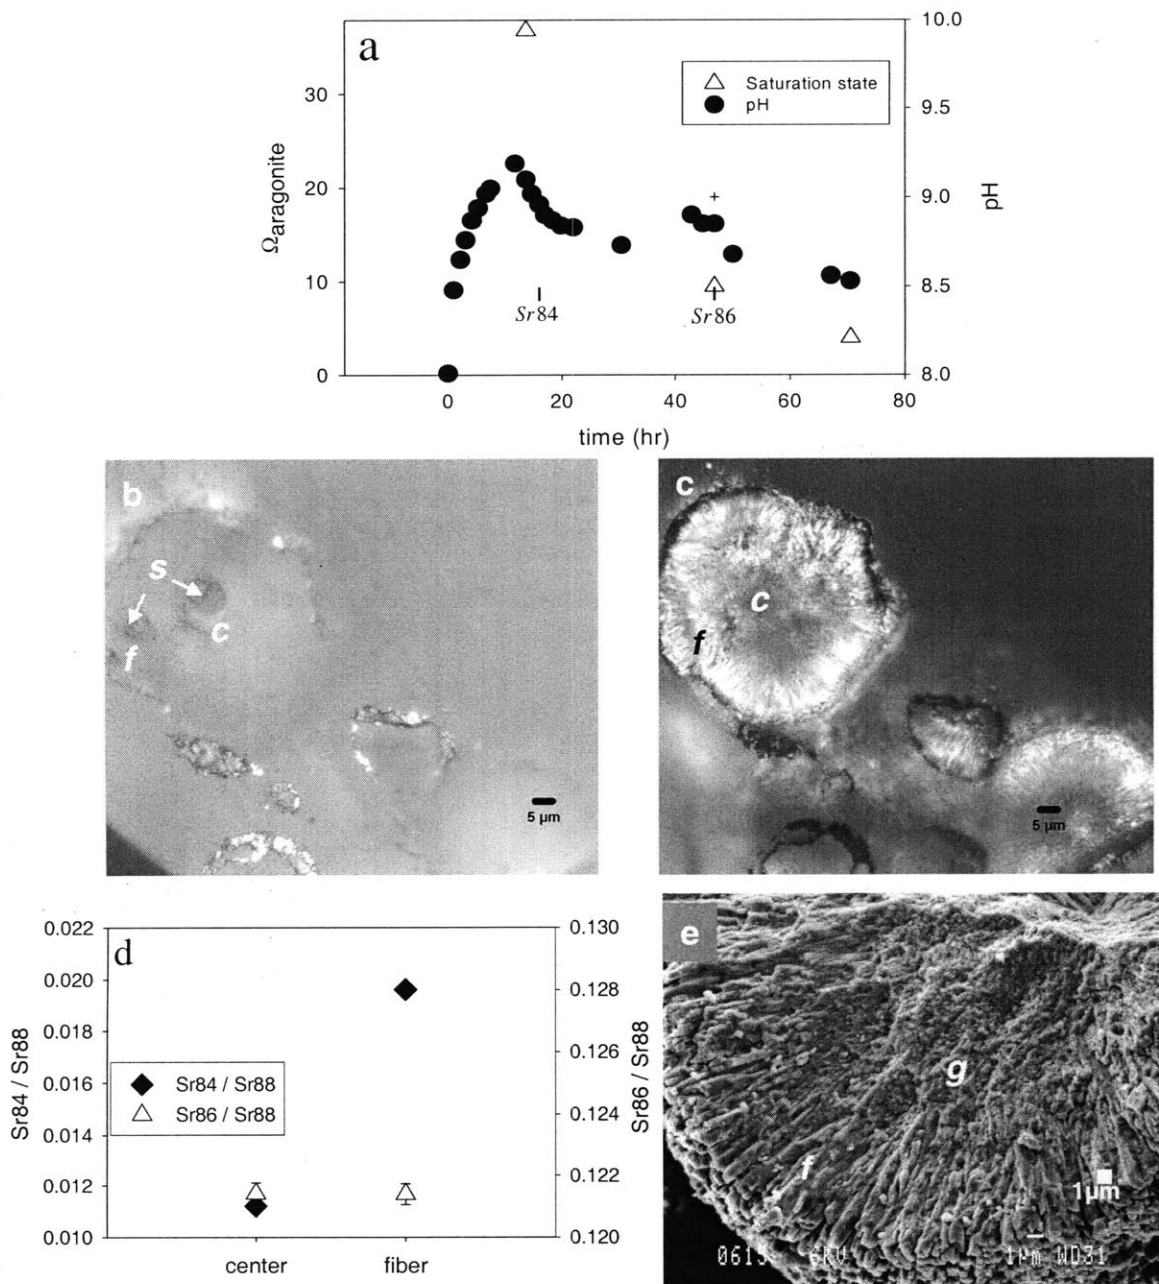 a
Saturation state
pH
Ωaragonite
pH
30
20
10
0
10.0
9.5
9.0
8.5
8.0
Sr84
Sr86
0
20
40
60
80
time (hr)
b
s
c
f
5 µm
c
c
f
5 µm
d
Sr84 / Sr88
Sr86 / Sr88
0.022
0.020
0.018
0.016
0.014
0.012
0.010
Sr84 / Sr88
Sr86 / Sr88
0.130
0.128
0.126
0.124
0.122
0.120
center
fiber
e
g
f
1µm
6KV
1µm WD31